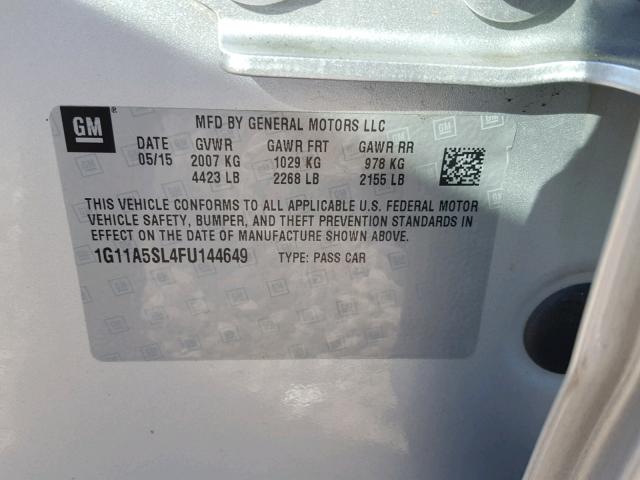 GM ®
MFD BY GENERAL MOTORS LLC
DATE GVWR GAWR FRT GAWR RR
05/15 2007 KG 1029 KG 978 KG
4423 LB 2268 LB 2155 LB
THIS VEHICLE CONFORMS TO ALL APPLICABLE U.S. FEDERAL MOTOR
VEHICLE SAFETY, BUMPER, AND THEFT PREVENTION STANDARDS IN
EFFECT ON THE DATE OF MANUFACTURE SHOWN ABOVE.
1G11A5SL4FU144649 TYPE: PASS CAR